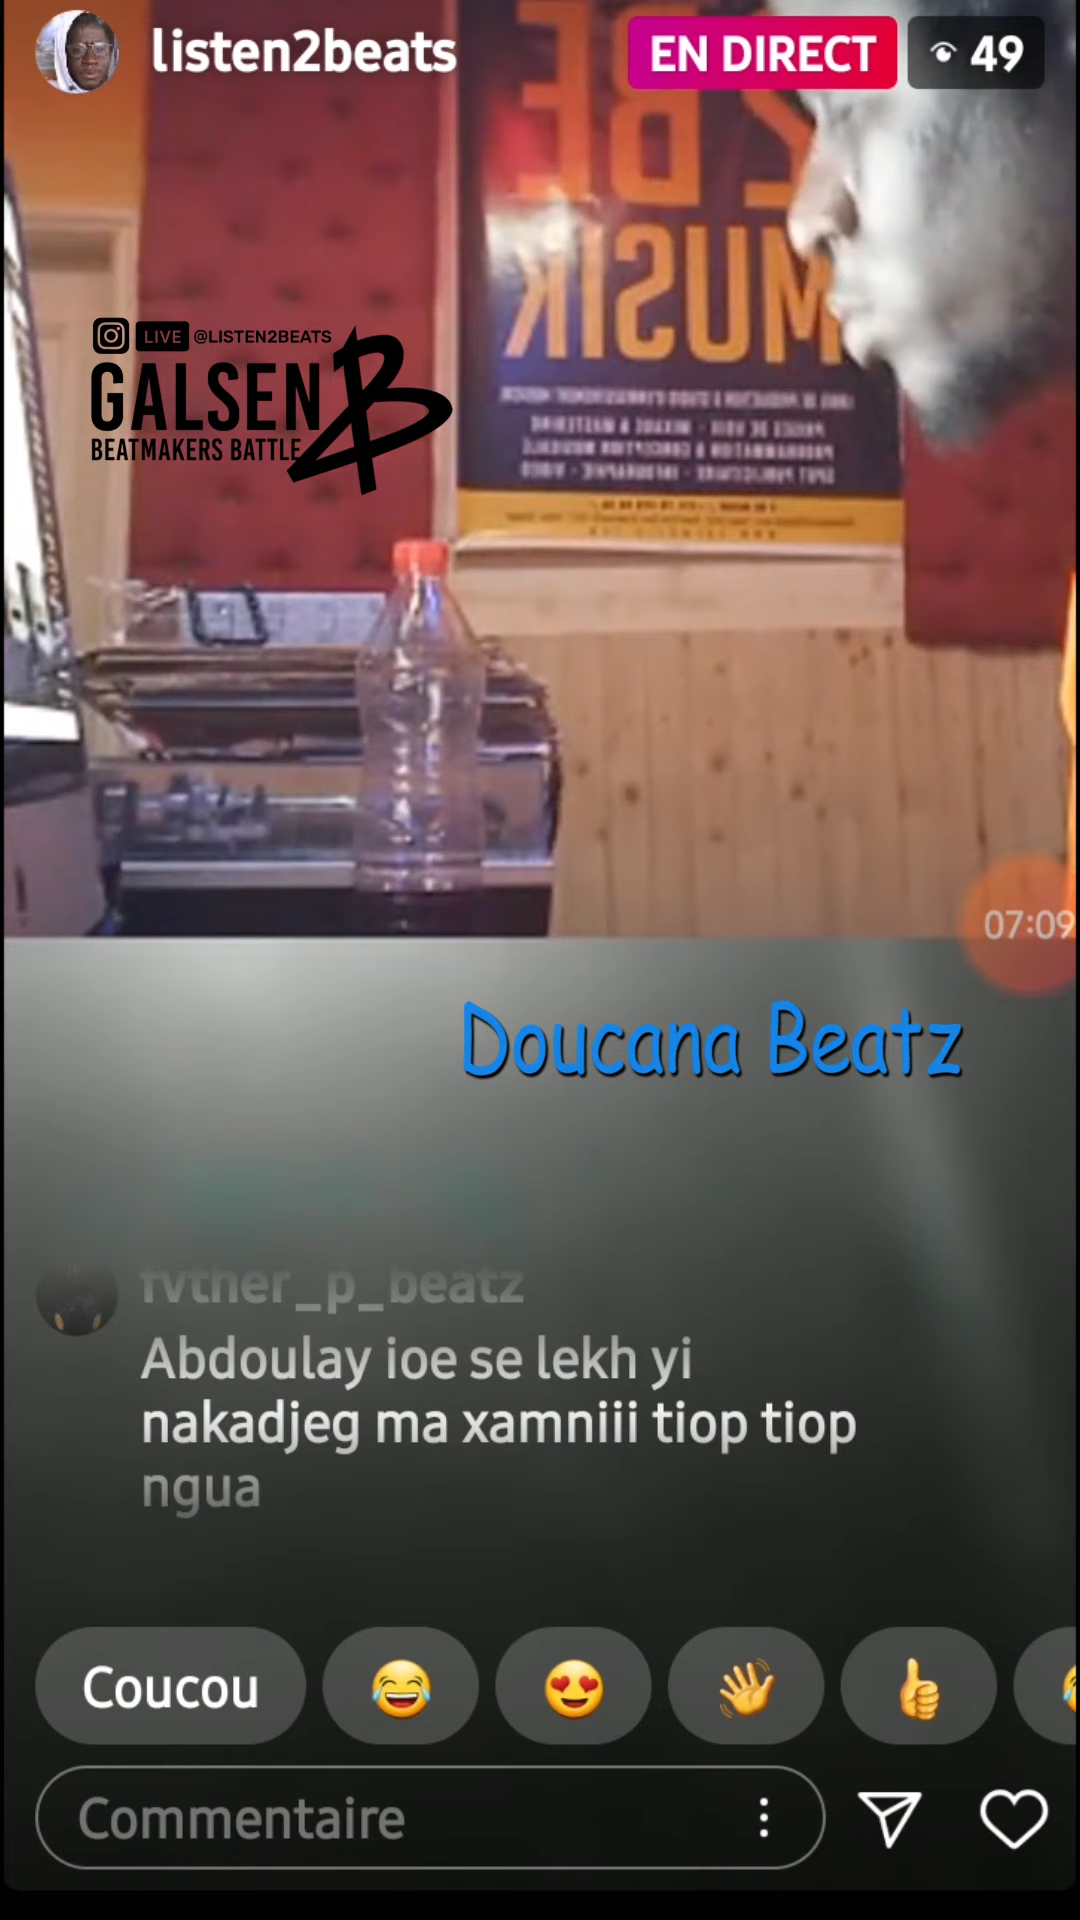 listen2beats
EN DIRECT
49
BE
MUSIK
LIVE @LISTEN2BEATS
GALSEN
BEATMAKERS BATTLE
07:09
Doucana Beatz
fvther_p_beatz
Abdoulay ioe se lekh yi
nakadjeg ma xamniii tiop tiop
ngua
Coucou
Commentaire